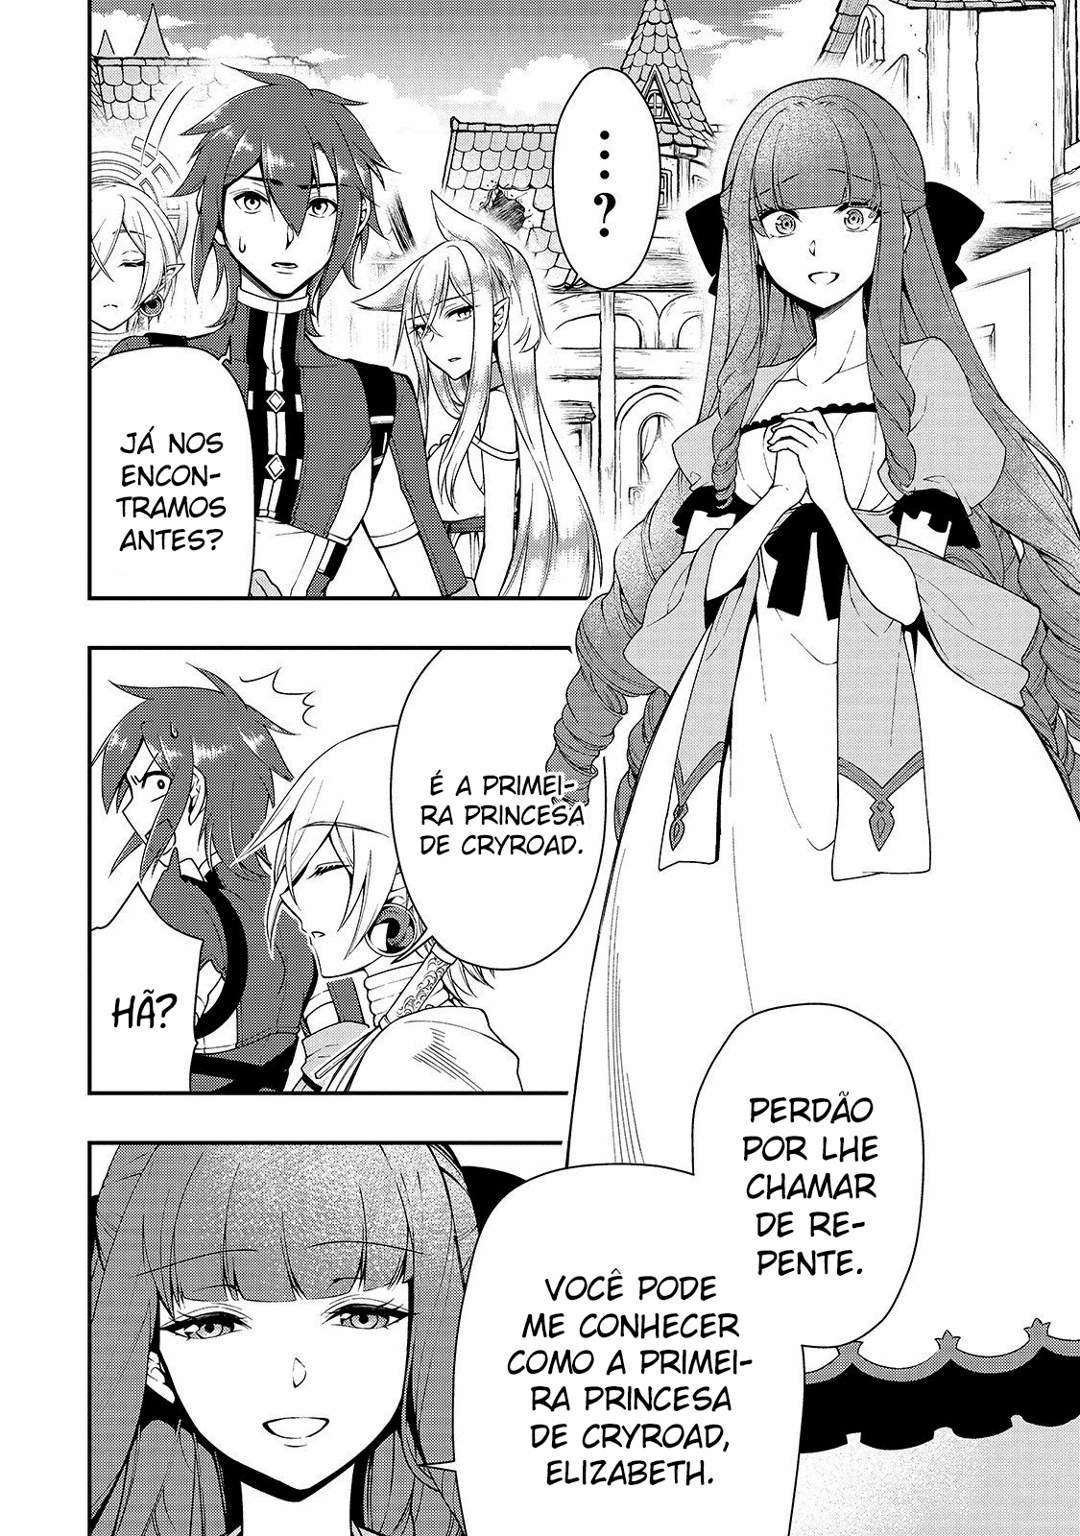 ...?
JÁ NOS
ENCON-
TRAMOS
ANTES?
É A PRIMEI-
RA PRINCESA
DE CRYROAD.
HÃ?
PERDÃO
POR LHE
CHAMAR
DE RE-
PENTE.
VOCÊ PODE
ME CONHECER
COMO A PRIMEI-
RA PRINCESA
DE CRYROAD,
ELIZABETH.